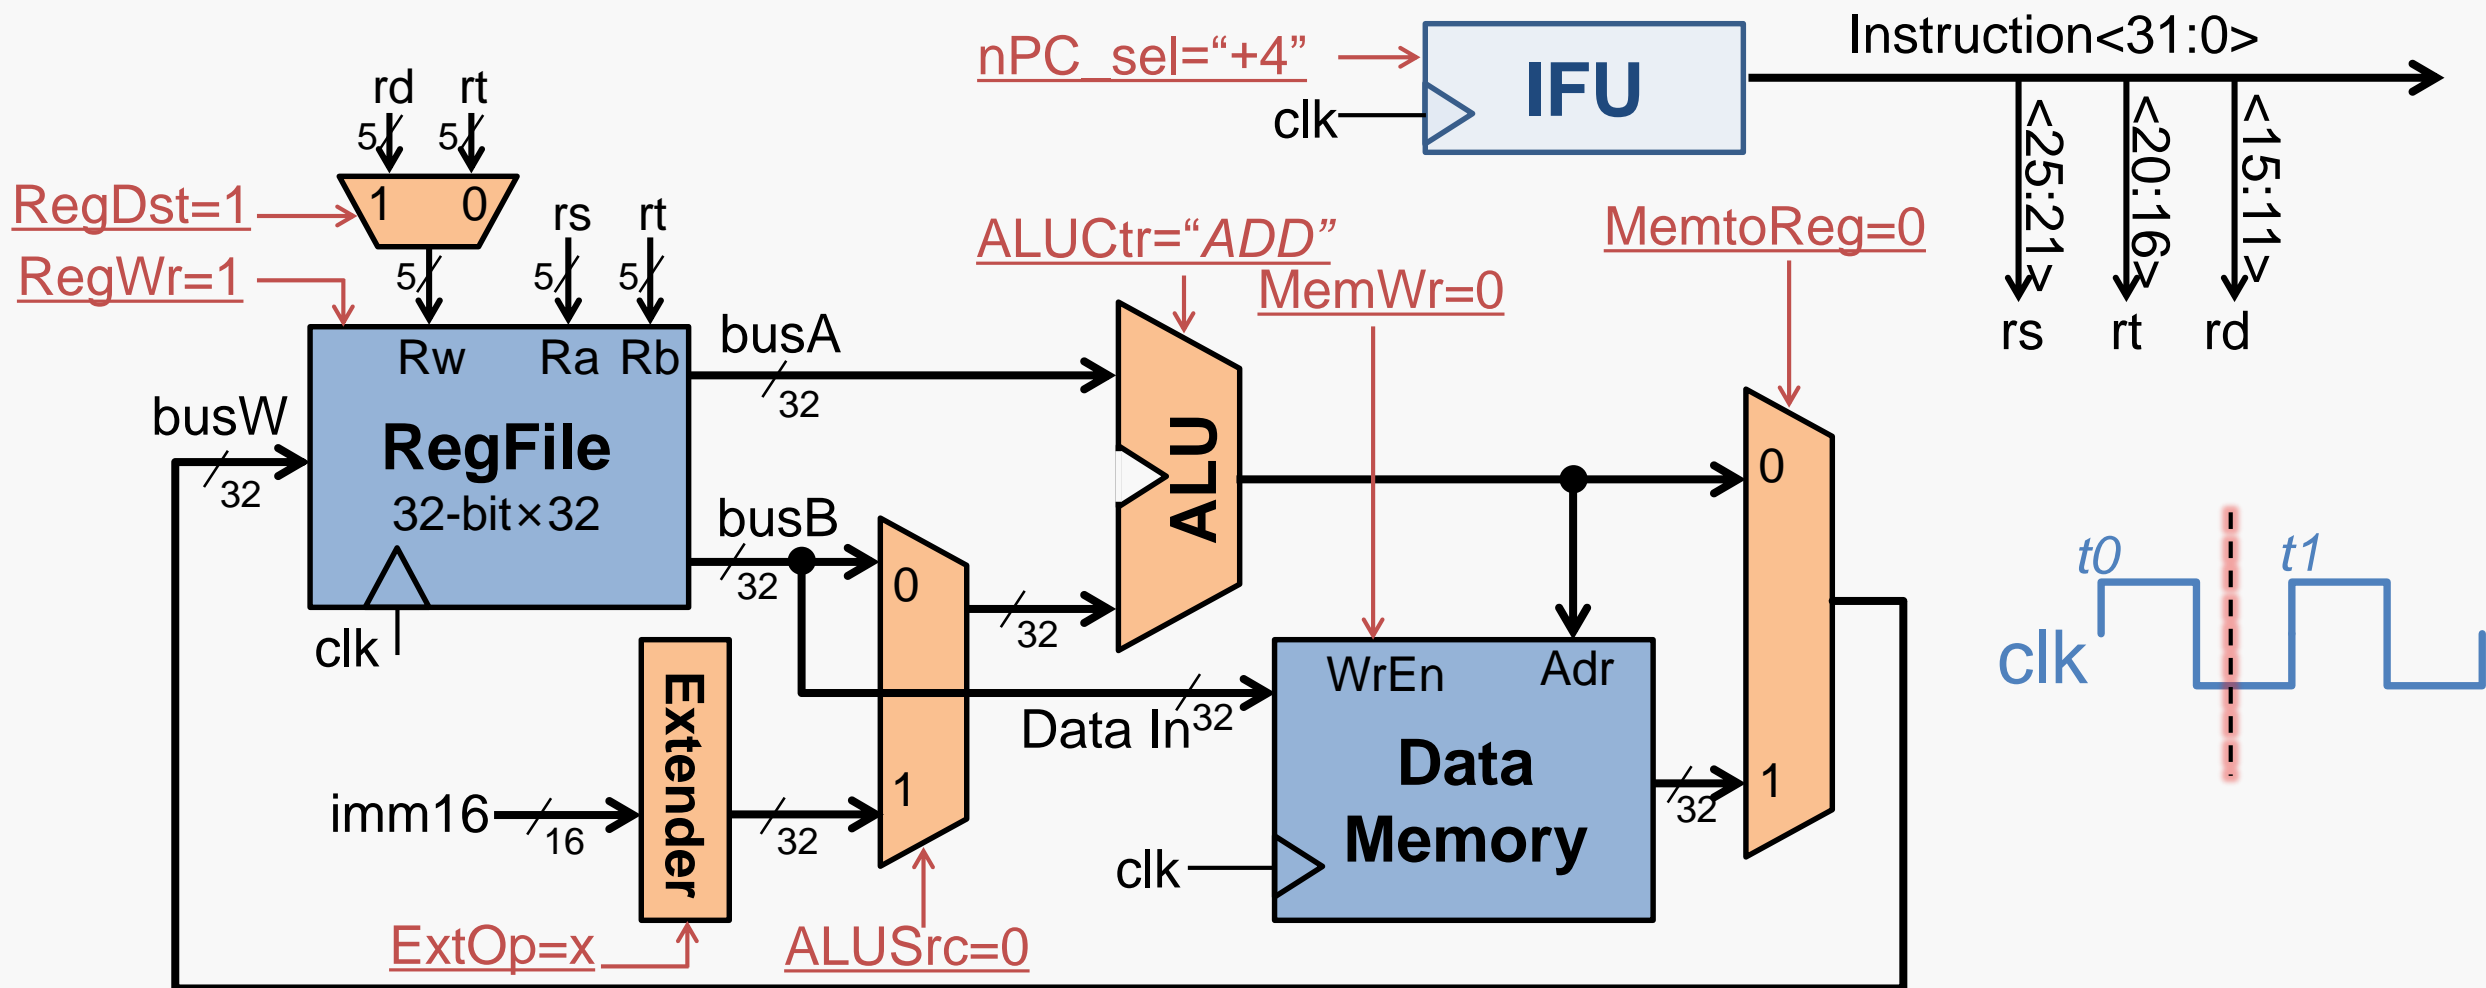 nPC_sel="+4"
IFU
clk
Instruction<31:0>
<25:21>
<20:16>
<15:11>
rs
rt
rd
rd
rt
5
5
1
0
RegDst=1
RegWr=1
rs
rt
5
5
5
Rw
Ra
Rb
RegFile
32-bit×32
clk
busW
32
busA
32
busB
32
ALUCtr="ADD"
MemWr=0
MemtoReg=0
ALU
0
1
32
Extender
imm16
16
32
ExtOp=x
ALUSrc=0
Data In
32
WrEn
Adr
Data
Memory
clk
32
0
1
t0
t1
clk